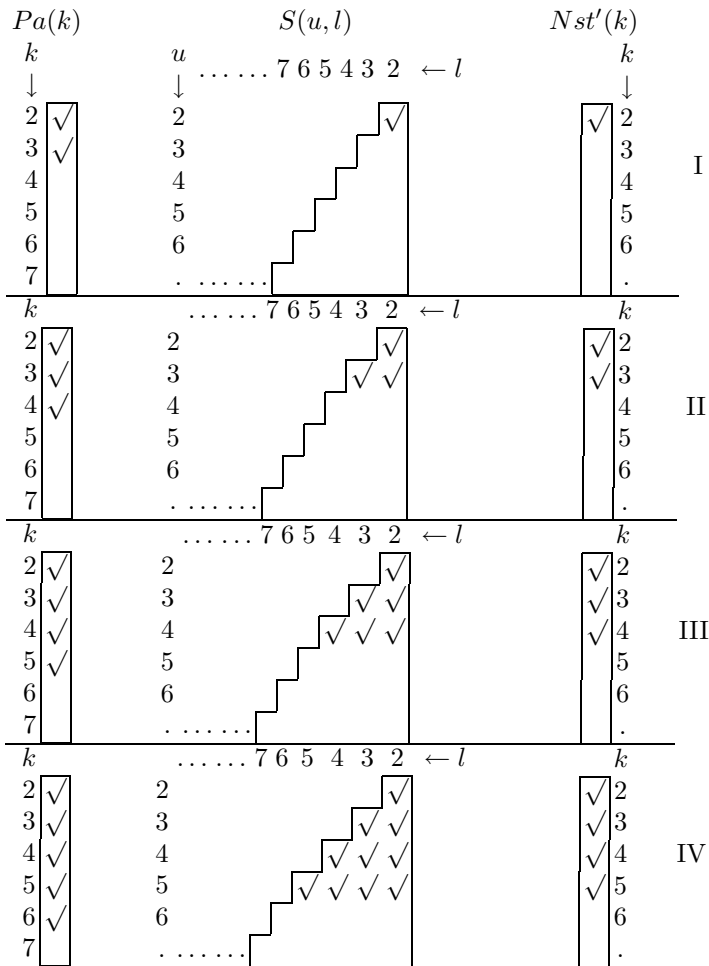 Pa(k) S(u, l) Nst′(k)
k u . . . . . . 7 6 5 4 3 2 ← l k
↓ ↓ ↓
2 √ 2 √ √ 2
3 √ 3 3
4 4 4 I
5 5 5
6 6 6
7 . . . . . . . .
k . . . . . . 7 6 5 4 3 2 ← l k
2 √ 2 √ √ 2
3 √ 3 √ √ √ 3
4 √ 4 4 II
5 5 5
6 6 6
7 . . . . . . . .
k . . . . . . 7 6 5 4 3 2 ← l k
2 √ 2 √ √ 2
3 √ 3 √ √ √ 3
4 √ 4 √ √ √ √ 4 III
5 √ 5 5
6 6 6
7 . . . . . . . .
k . . . . . . 7 6 5 4 3 2 ← l k
2 √ 2 √ √ 2
3 √ 3 √ √ √ 3
4 √ 4 √ √ √ √ 4 IV
5 √ 5 √ √ √ √ √ 5
6 √ 6 6
7 . . . . . . . .